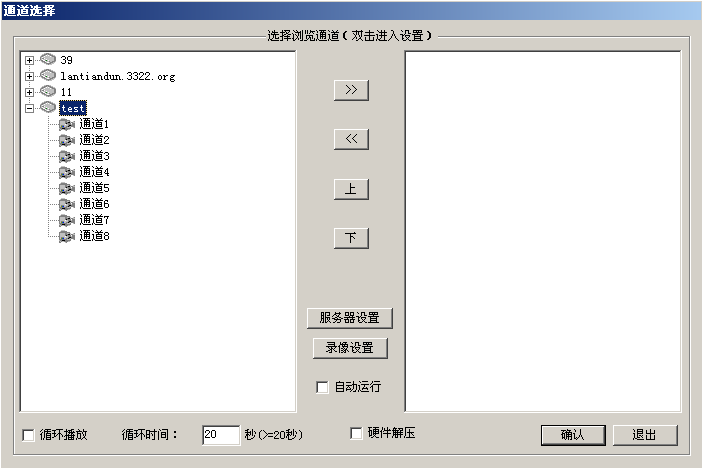 通道选择
选择浏览通道(双击进入设置)
39
lantiandun.3322.org
11
test
通道1
通道2
通道3
通道4
通道5
通道6
通道7
通道8
>>
<<
上
下
服务器设置
录像设置
自动运行
循环播放 循环时间: 20 秒(>=20秒) 硬件解压 确认 退出